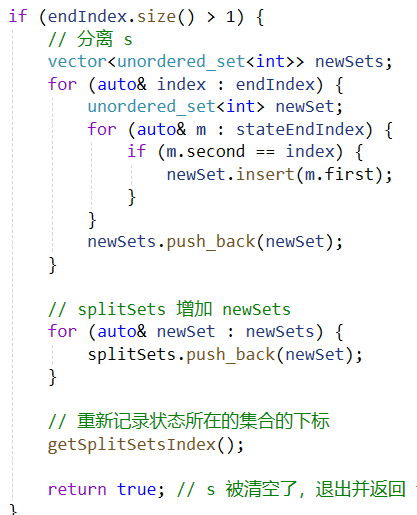 if (endIndex.size() > 1) {
    // 分离 s
    vector<unordered_set<int>> newSets;
    for (auto& index : endIndex) {
        unordered_set<int> newSet;
        for (auto& m : stateEndIndex) {
            if (m.second == index) {
                newSet.insert(m.first);
            }
        }
        newSets.push_back(newSet);
    }

    // splitSets 增加 newSets
    for (auto& newSet : newSets) {
        splitSets.push_back(newSet);
    }

    // 重新记录状态所在的集合的下标
    getSplitSetsIndex();

    return true; // s 被清空了, 退出并返回
}